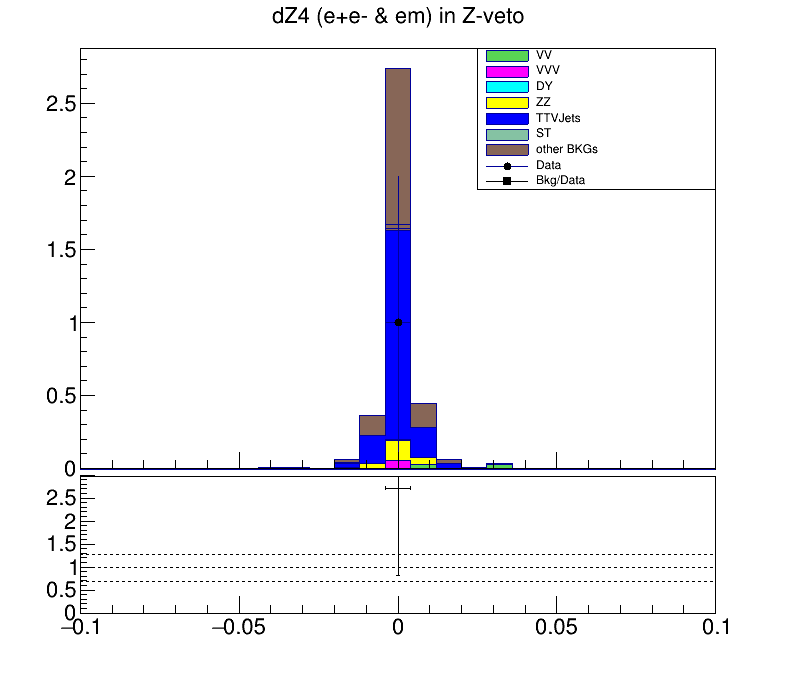 dZ4 (e+e- & em) in Z-veto
VV
VVV
DY
ZZ
TTVJets
ST
other BKGs
Data
Bkg/Data
2.5
2
1.5
1
0.5
0
2.5
2
1.5
1
0.5
0
−0.1 −0.05 0 0.05 0.1